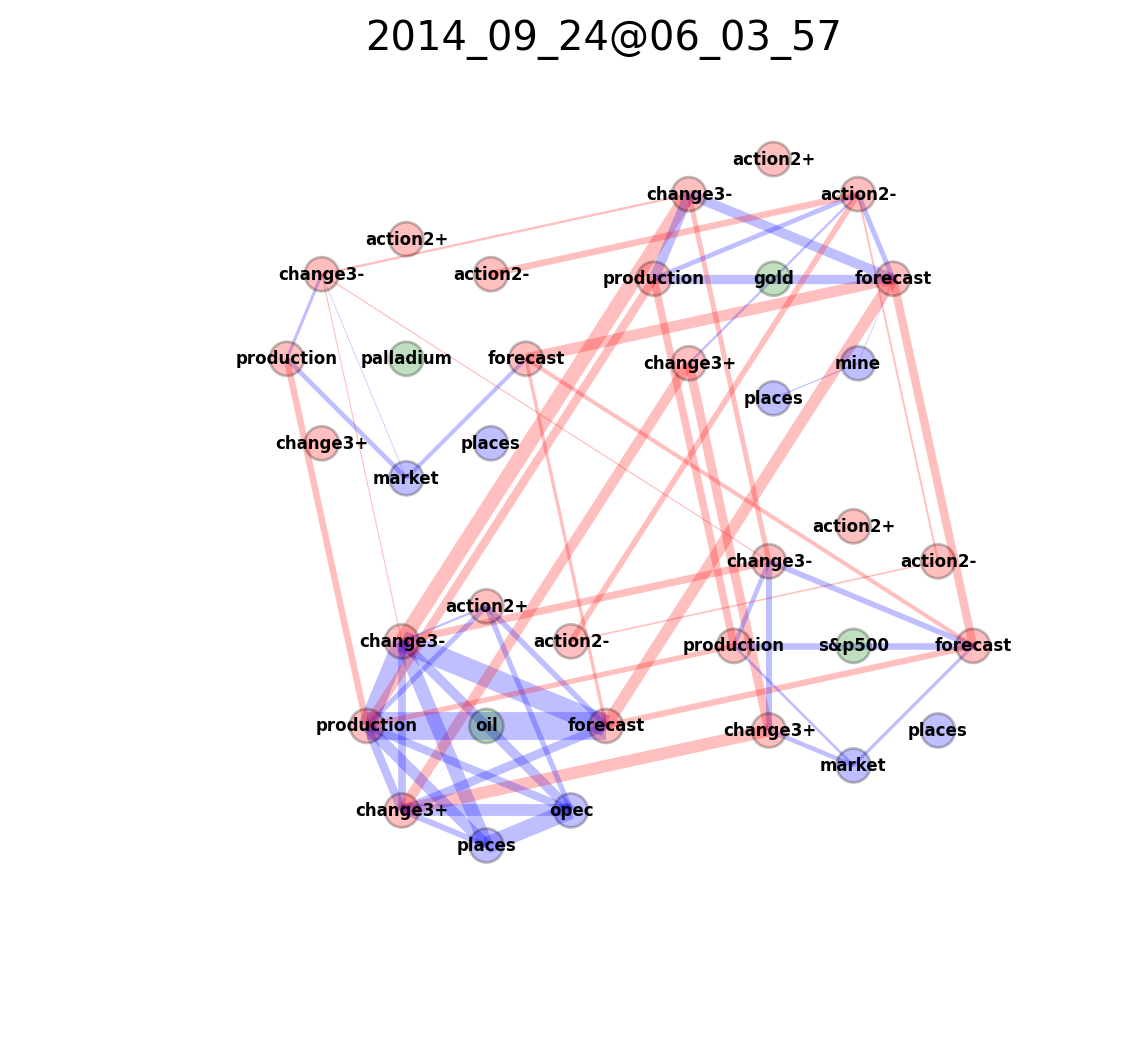 2014_09_24@06_03_57
action2+
change3-
action2-
action2+
change3-
action2-
production
gold
forecast
production
palladium
forecast
change3+
mine
places
change3+
places
market
action2+
change3-
action2-
action2+
change3-
action2-
production
s&p500
forecast
production
oil
forecast
change3+
places
market
change3+
opec
places